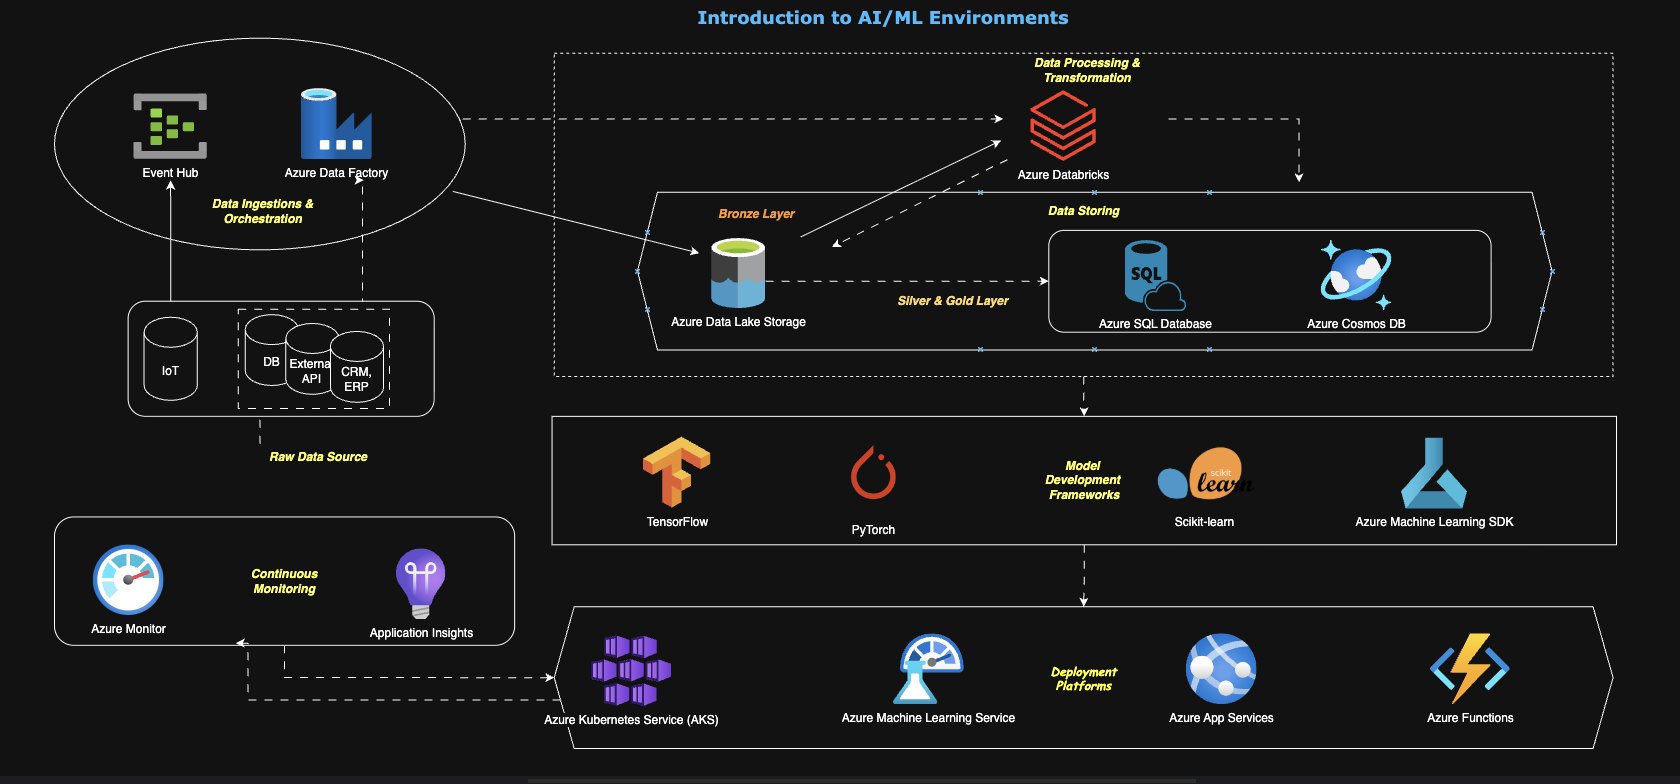 Introduction to AI/ML Environments
Data Processing &
Transformation
Event Hub
Azure Data Factory
Azure Databricks
Data Ingestions &
Orchestration
Bronze Layer
Data Storing
SQL
Silver & Gold Layer
Azure Data Lake Storage
Azure SQL Database
Azure Cosmos DB
IoT
DB
Externa
API
CRM,
ERP
Raw Data Source
Model
Development
Frameworks
scikit
learn
TensorFlow
PyTorch
Scikit-learn
Azure Machine Learning SDK
Continuous
Monitoring
Azure Monitor
Application Insights
Deployment
Platforms
Azure Kubernetes Service (AKS)
Azure Machine Learning Service
Azure App Services
Azure Functions